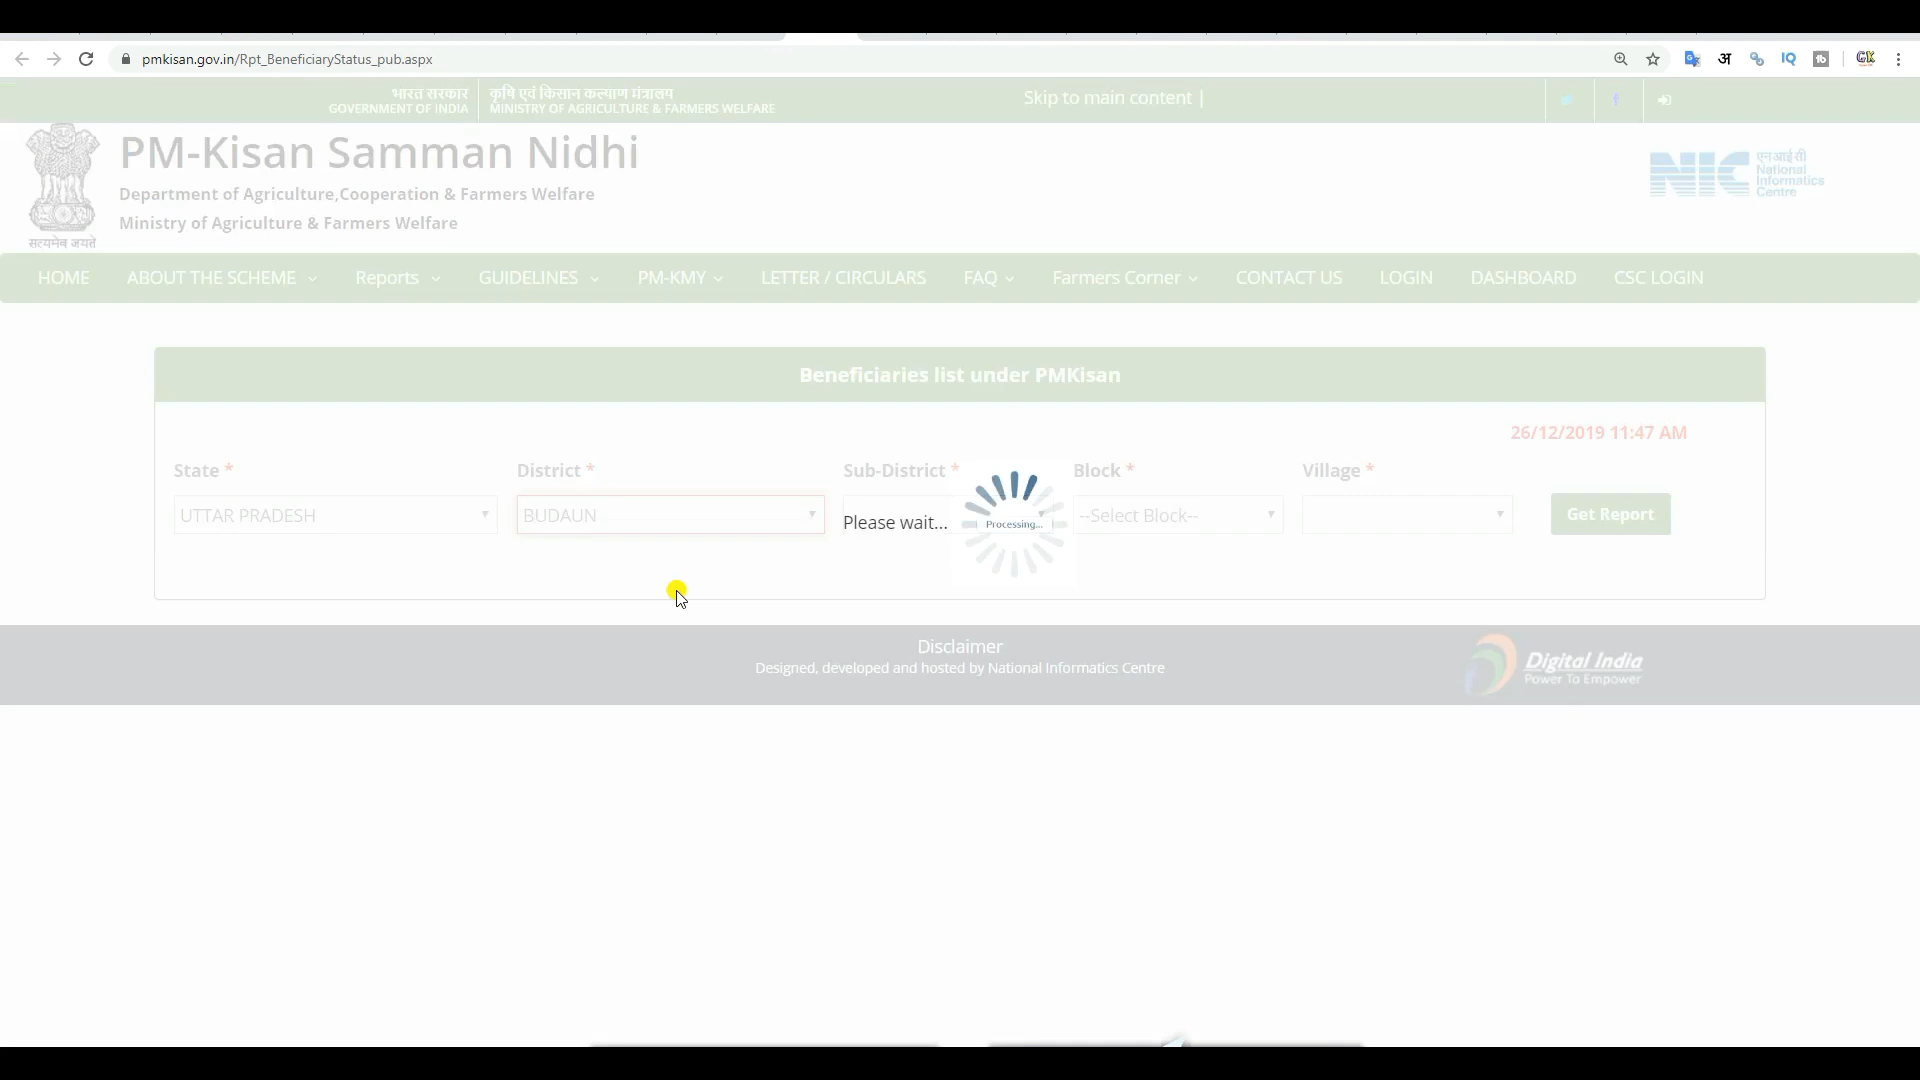 pmkisan.gov.in/Rpt_BeneficiaryStatus_pub.aspx
भारत सरकार
GOVERNMENT OF INDIA
कृषि एवं किसान कल्याण मंत्रालय
MINISTRY OF AGRICULTURE & FARMERS WELFARE
Skip to main content |
PM-Kisan Samman Nidhi
Department of Agriculture,Cooperation & Farmers Welfare
Ministry of Agriculture & Farmers Welfare
सत्यमेव जयते
NIC
एनआईसी
National
Informatics
Centre
HOME ABOUT THE SCHEME Reports GUIDELINES PM-KMY LETTER / CIRCULARS FAQ Farmers Corner CONTACT US LOGIN DASHBOARD CSC LOGIN
Beneficiaries list under PMKisan
26/12/2019 11:47 AM
State * District * Sub-District * Block * Village *
UTTAR PRADESH BUDAUN Please wait... Processing... --Select Block-- Get Report
Disclaimer
Designed, developed and hosted by National Informatics Centre
Digital India
Power To Empower